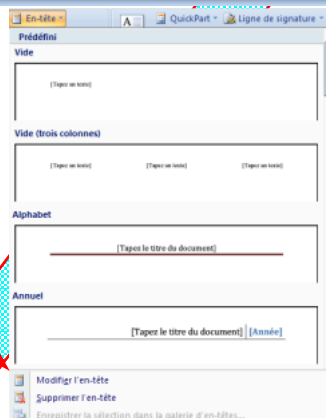 En-tête A QuickPart Ligne de signature
Prédéfini
Vide
[Tapez un texte]
Vide (trois colonnes)
[Tapez un texte] [Tapez un texte] [Tapez un texte]
Alphabet
[Tapez le titre du document]
Annuel
[Tapez le titre du document] [Année]
Modifier l'en-tête
Supprimer l'en-tête
Enregistrer la sélection dans la galerie d'en-têtes...